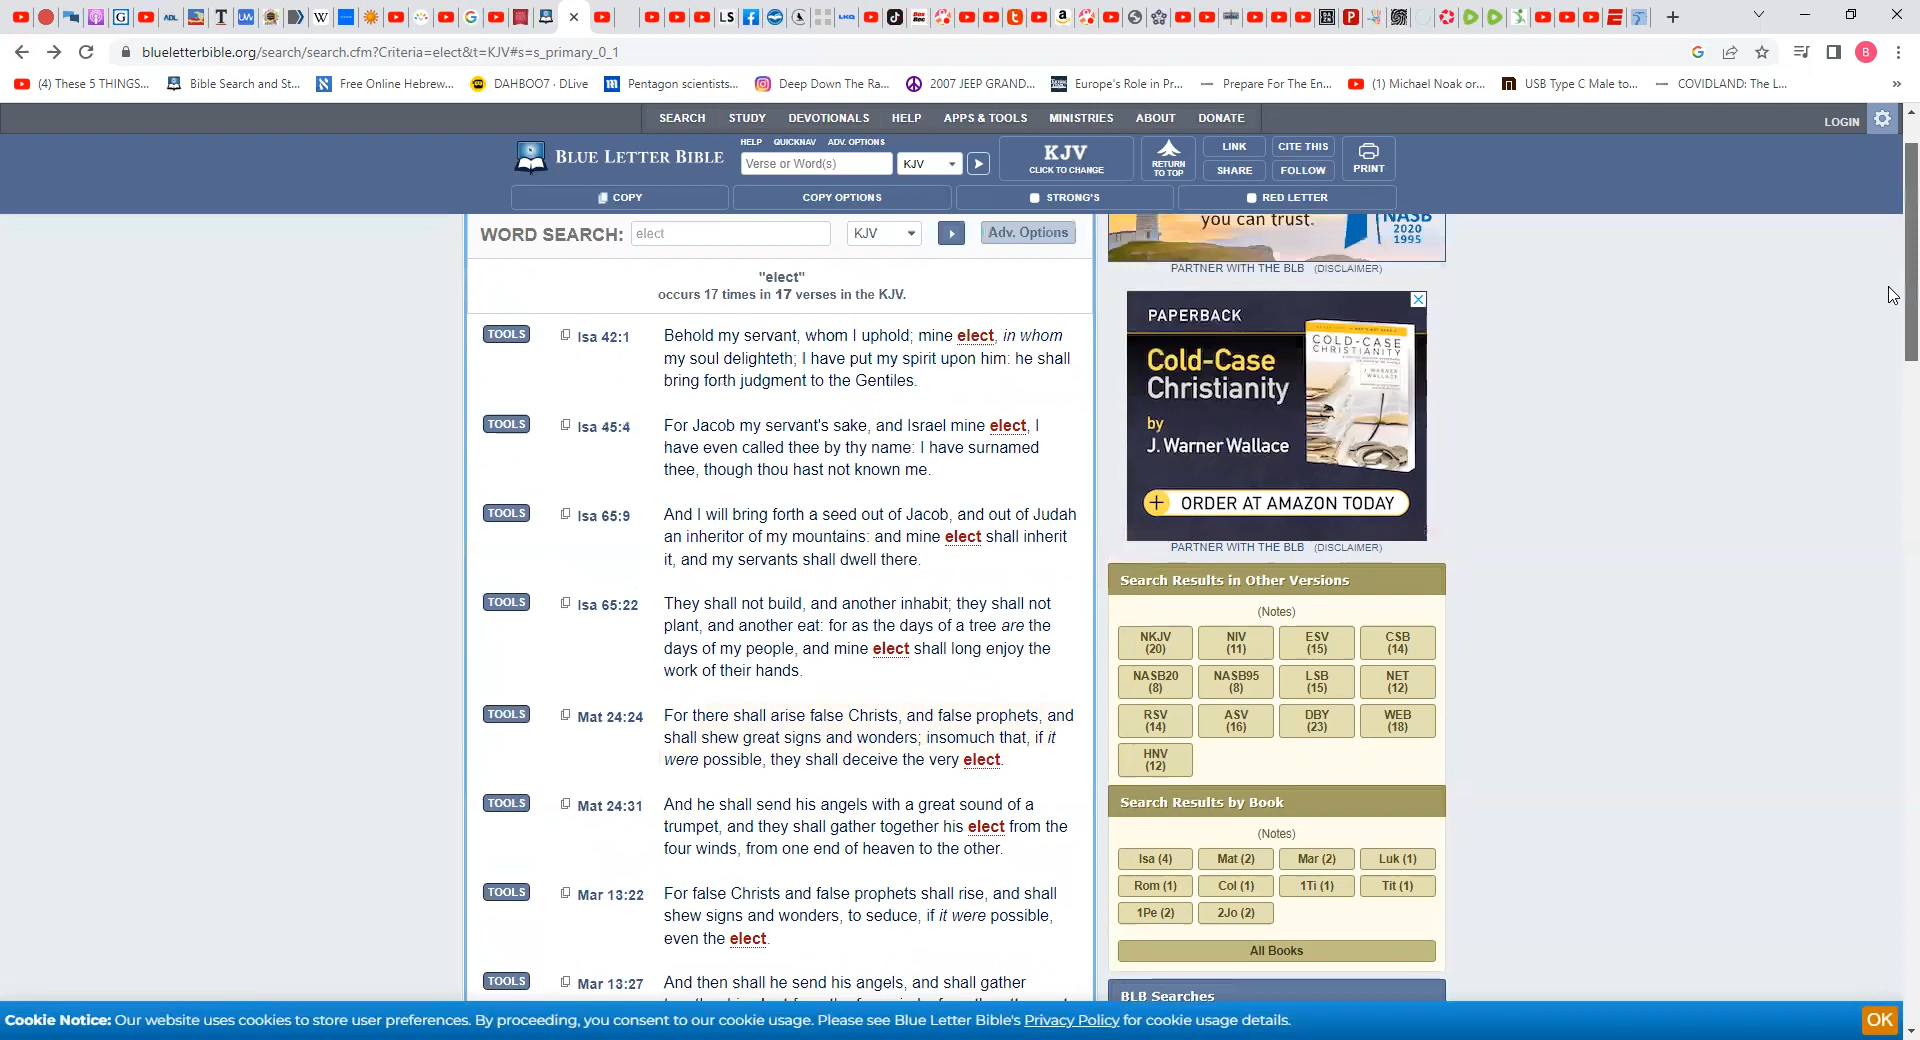 blueletterbible.org/search/search.cfm?Criteria=elect&t=KJV#s=s_primary_0_1
(4) These 5 THINGS... Bible Search and St... Free Online Hebrew... DAHBOO7 · DLive Pentagon scientists... Deep Down The Ra... 2007 JEEP GRAND... Europe's Role in Pr... Prepare For The En... (1) Michael Noak or... USB Type C Male to... COVIDLAND: The L... »
SEARCH STUDY DEVOTIONALS HELP APPS & TOOLS MINISTRIES ABOUT DONATE
LOGIN
HELP QUICKNAV ADV. OPTIONS
BLUE LETTER BIBLE
Verse or Word(s) KJV
KJV
CLICK TO CHANGE
RETURN
TO TOP
LINK CITE THIS
SHARE FOLLOW
PRINT
COPY COPY OPTIONS STRONG'S RED LETTER
WORD SEARCH: elect KJV Adv. Options
"elect"
occurs 17 times in 17 verses in the KJV.
TOOLS Isa 42:1 Behold my servant, whom I uphold; mine elect, in whom
my soul delighteth; I have put my spirit upon him: he shall
bring forth judgment to the Gentiles.
TOOLS Isa 45:4 For Jacob my servant's sake, and Israel mine elect, I
have even called thee by thy name: I have surnamed
thee, though thou hast not known me.
TOOLS Isa 65:9 And I will bring forth a seed out of Jacob, and out of Judah
an inheritor of my mountains: and mine elect shall inherit
it, and my servants shall dwell there.
TOOLS Isa 65:22 They shall not build, and another inhabit; they shall not
plant, and another eat: for as the days of a tree are the
days of my people, and mine elect shall long enjoy the
work of their hands.
TOOLS Mat 24:24 For there shall arise false Christs, and false prophets, and
shall shew great signs and wonders; insomuch that, if it
were possible, they shall deceive the very elect.
TOOLS Mat 24:31 And he shall send his angels with a great sound of a
trumpet, and they shall gather together his elect from the
four winds, from one end of heaven to the other.
TOOLS Mar 13:22 For false Christs and false prophets shall rise, and shall
shew signs and wonders, to seduce, if it were possible,
even the elect.
TOOLS Mar 13:27 And then shall he send his angels, and shall gather
you can trust.
NASB
2020
1995
PARTNER WITH THE BLB (DISCLAIMER)
PAPERBACK
Cold-Case
Christianity
by
J. Warner Wallace
COLD-CASE
CHRISTIANITY
J. WARNER
WALLACE
ORDER AT AMAZON TODAY
PARTNER WITH THE BLB (DISCLAIMER)
Search Results in Other Versions
(Notes)
NKJV
(20)
NIV
(11)
ESV
(15)
CSB
(14)
NASB20
(8)
NASB95
(8)
LSB
(15)
NET
(12)
RSV
(14)
ASV
(16)
DBY
(23)
WEB
(18)
HNV
(12)
Search Results by Book
(Notes)
Isa (4) Mat (2) Mar (2) Luk (1)
Rom (1) Col (1) 1Ti (1) Tit (1)
1Pe (2) 2Jo (2)
All Books
BLB Searches
Cookie Notice: Our website uses cookies to store user preferences. By proceeding, you consent to our cookie usage. Please see Blue Letter Bible's Privacy Policy for cookie usage details.
OK